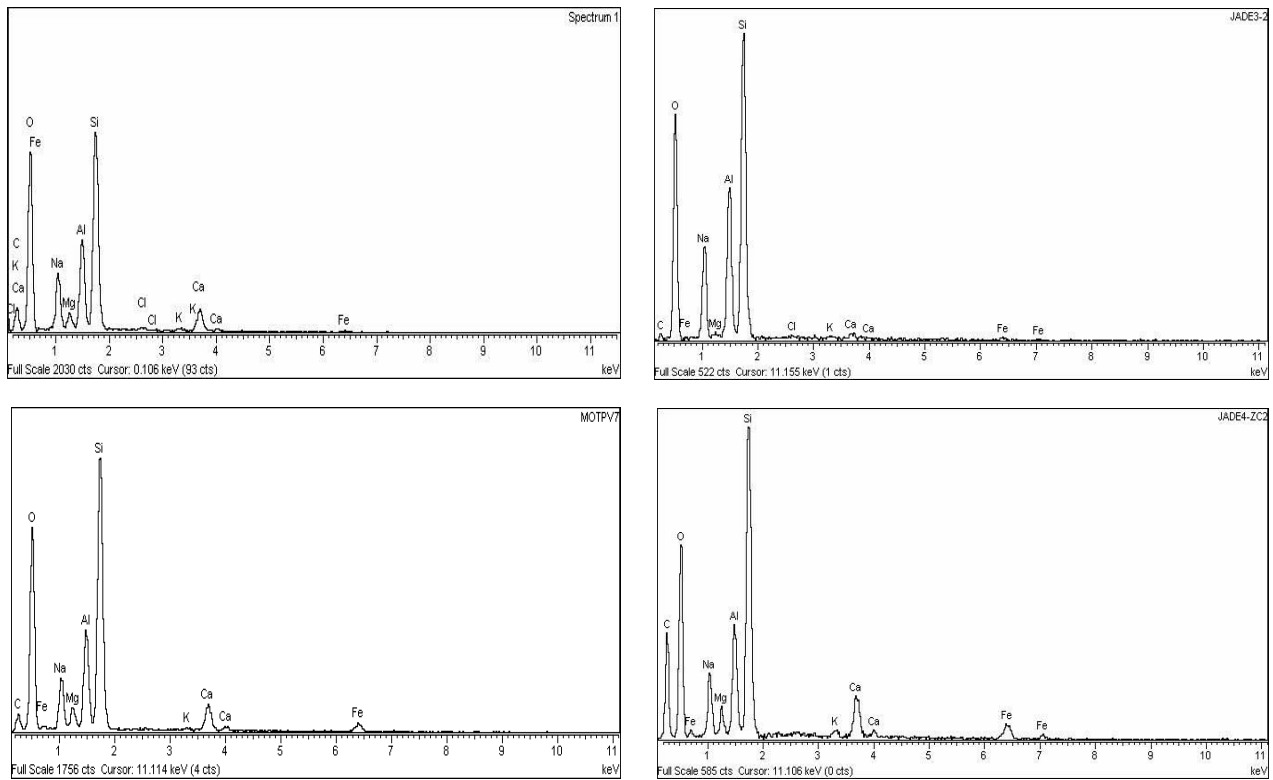 Spectrum 1
Si
O
Fe
Al
C
Na
K
Ca
Ca
Mg
Cl
Cl
Cl
K
K
Ca
Fe
1 2 3 4 5 6 7 8 9 10 11
Full Scale 2030 cts Cursor: 0.106 keV (93 cts)
keV
JADE3-2
Si
O
Al
Na
C
Fe
Mg
Cl
K
Ca
Ca
Fe
Fe
1 2 3 4 5 6 7 8 9 10 11
Full Scale 522 cts Cursor: 11.155 keV (1 cts)
keV
MOTPV7
Si
O
Al
Na
C
Fe
Mg
K
Ca
Ca
Fe
1 2 3 4 5 6 7 8 9 10 11
Full Scale 1756 cts Cursor: 11.114 keV (4 cts)
keV
JADE4-ZC2
Si
O
C
Al
Na
Mg
Fe
K
Ca
Ca
Fe
Fe
1 2 3 4 5 6 7 8 9 10 11
Full Scale 585 cts Cursor: 11.106 keV (0 cts)
keV